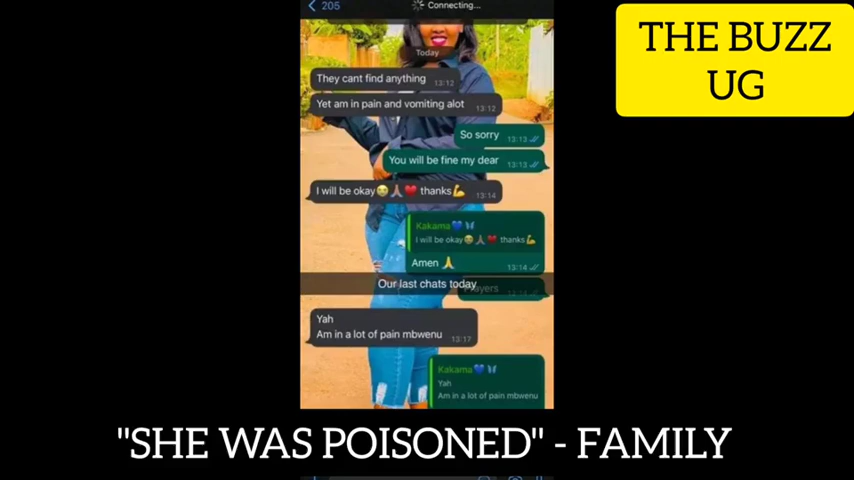 205
Connecting...
THE BUZZ
UG
Today
They cant find anything 13:12
Yet am in pain and vomiting alot 13:12
So sorry 13:13
You will be fine my dear 13:13
I will be okay😢🙏🏽❤️ thanks💪 13:14
Kakama💙🦋
I will be okay😢🙏🏽❤️ thanks💪
Amen 🙏 13:14
Our last chats today
Prayers 13:14
Yah
Am in a lot of pain mbwenu 13:17
Kakama💙🦋
Yah
Am in a lot of pain mbwenu
"SHE WAS POISONED" - FAMILY